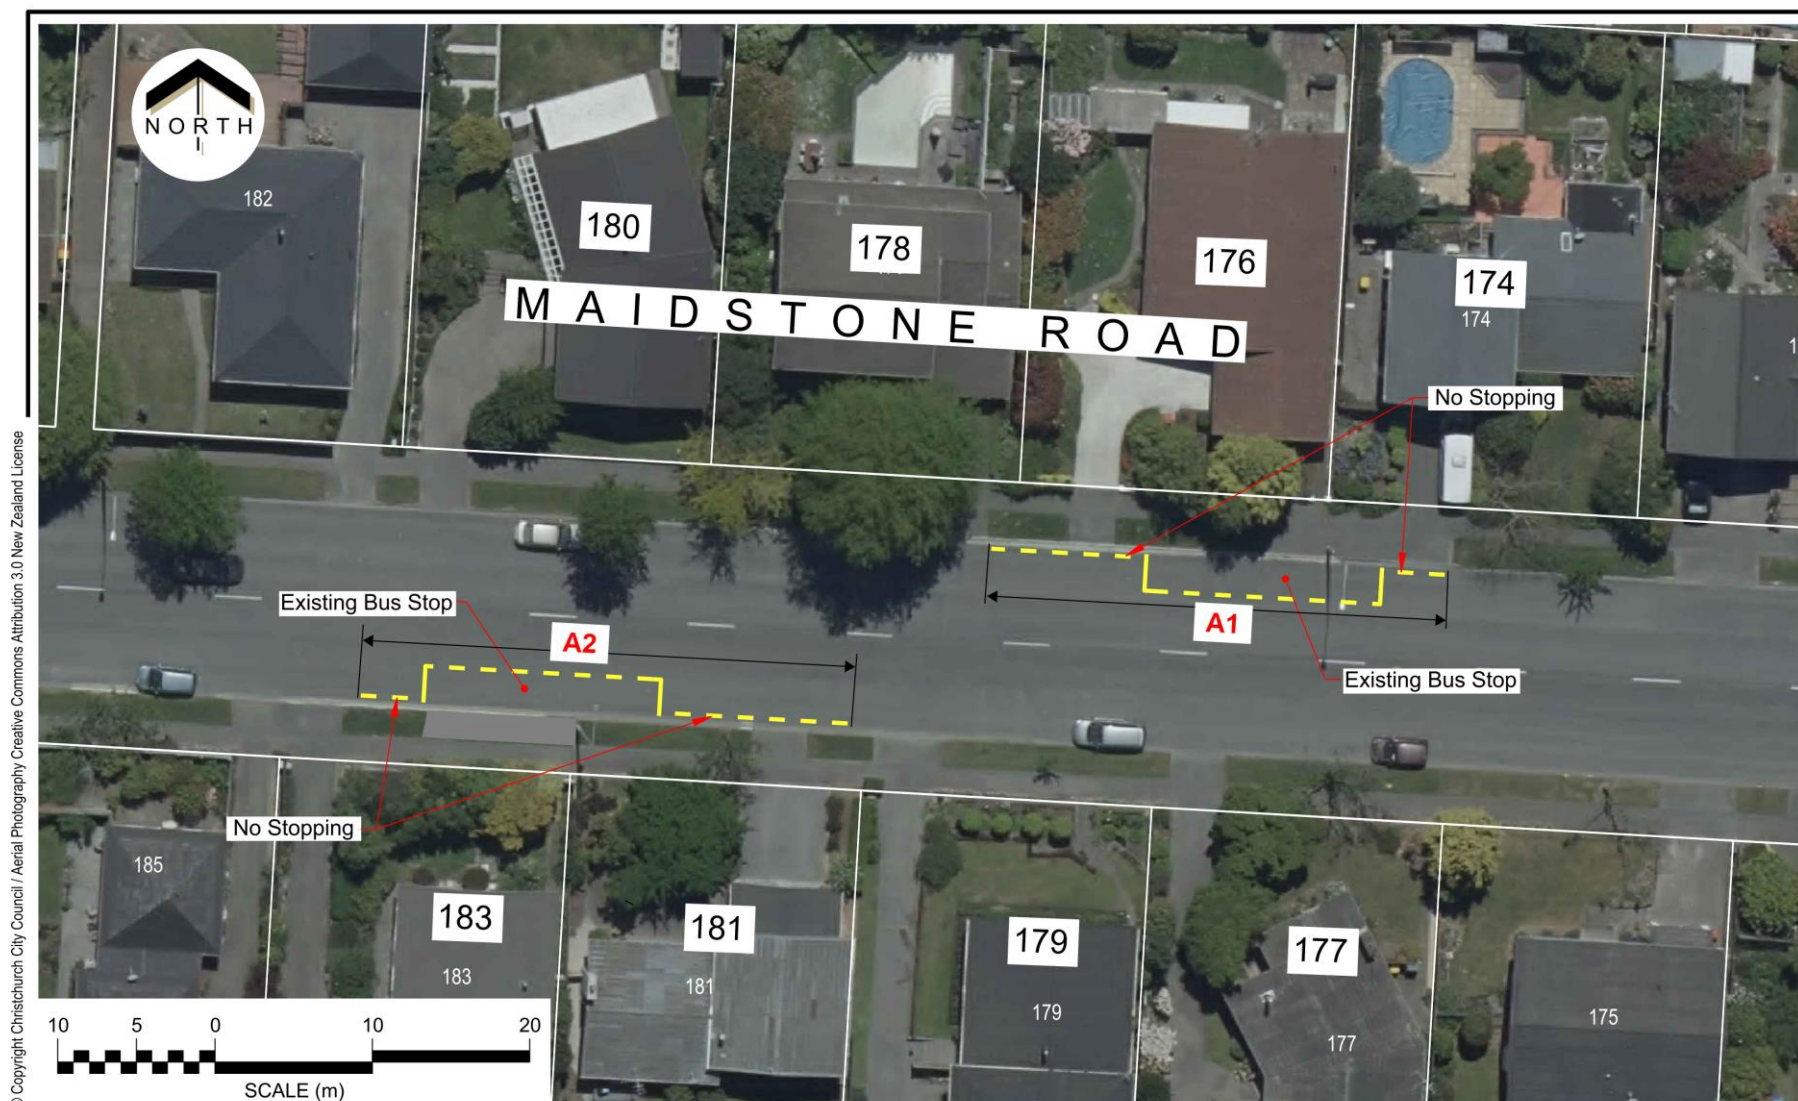 NORTH
182
180
178
176
174
174
MAIDSTONE ROAD
No Stopping
Existing Bus Stop
A2
A1
Existing Bus Stop
No Stopping
185
183
183
181
181
179
179
177
177
175
10 5 0 10 20
SCALE (m)
Copyright Christchurch City Council / Aerial Photography Creative Commons Attribution 3.0 New Zealand License